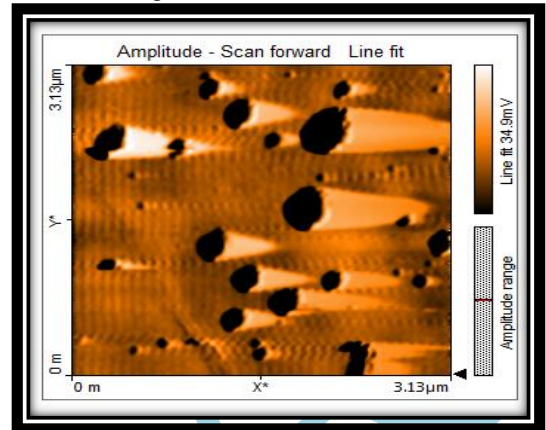 Amplitude - Scan forward Line fit
3.13µm
Y*
0 m
0 m
X*
3.13µm
Line fit 34.9mV
Amplitude range